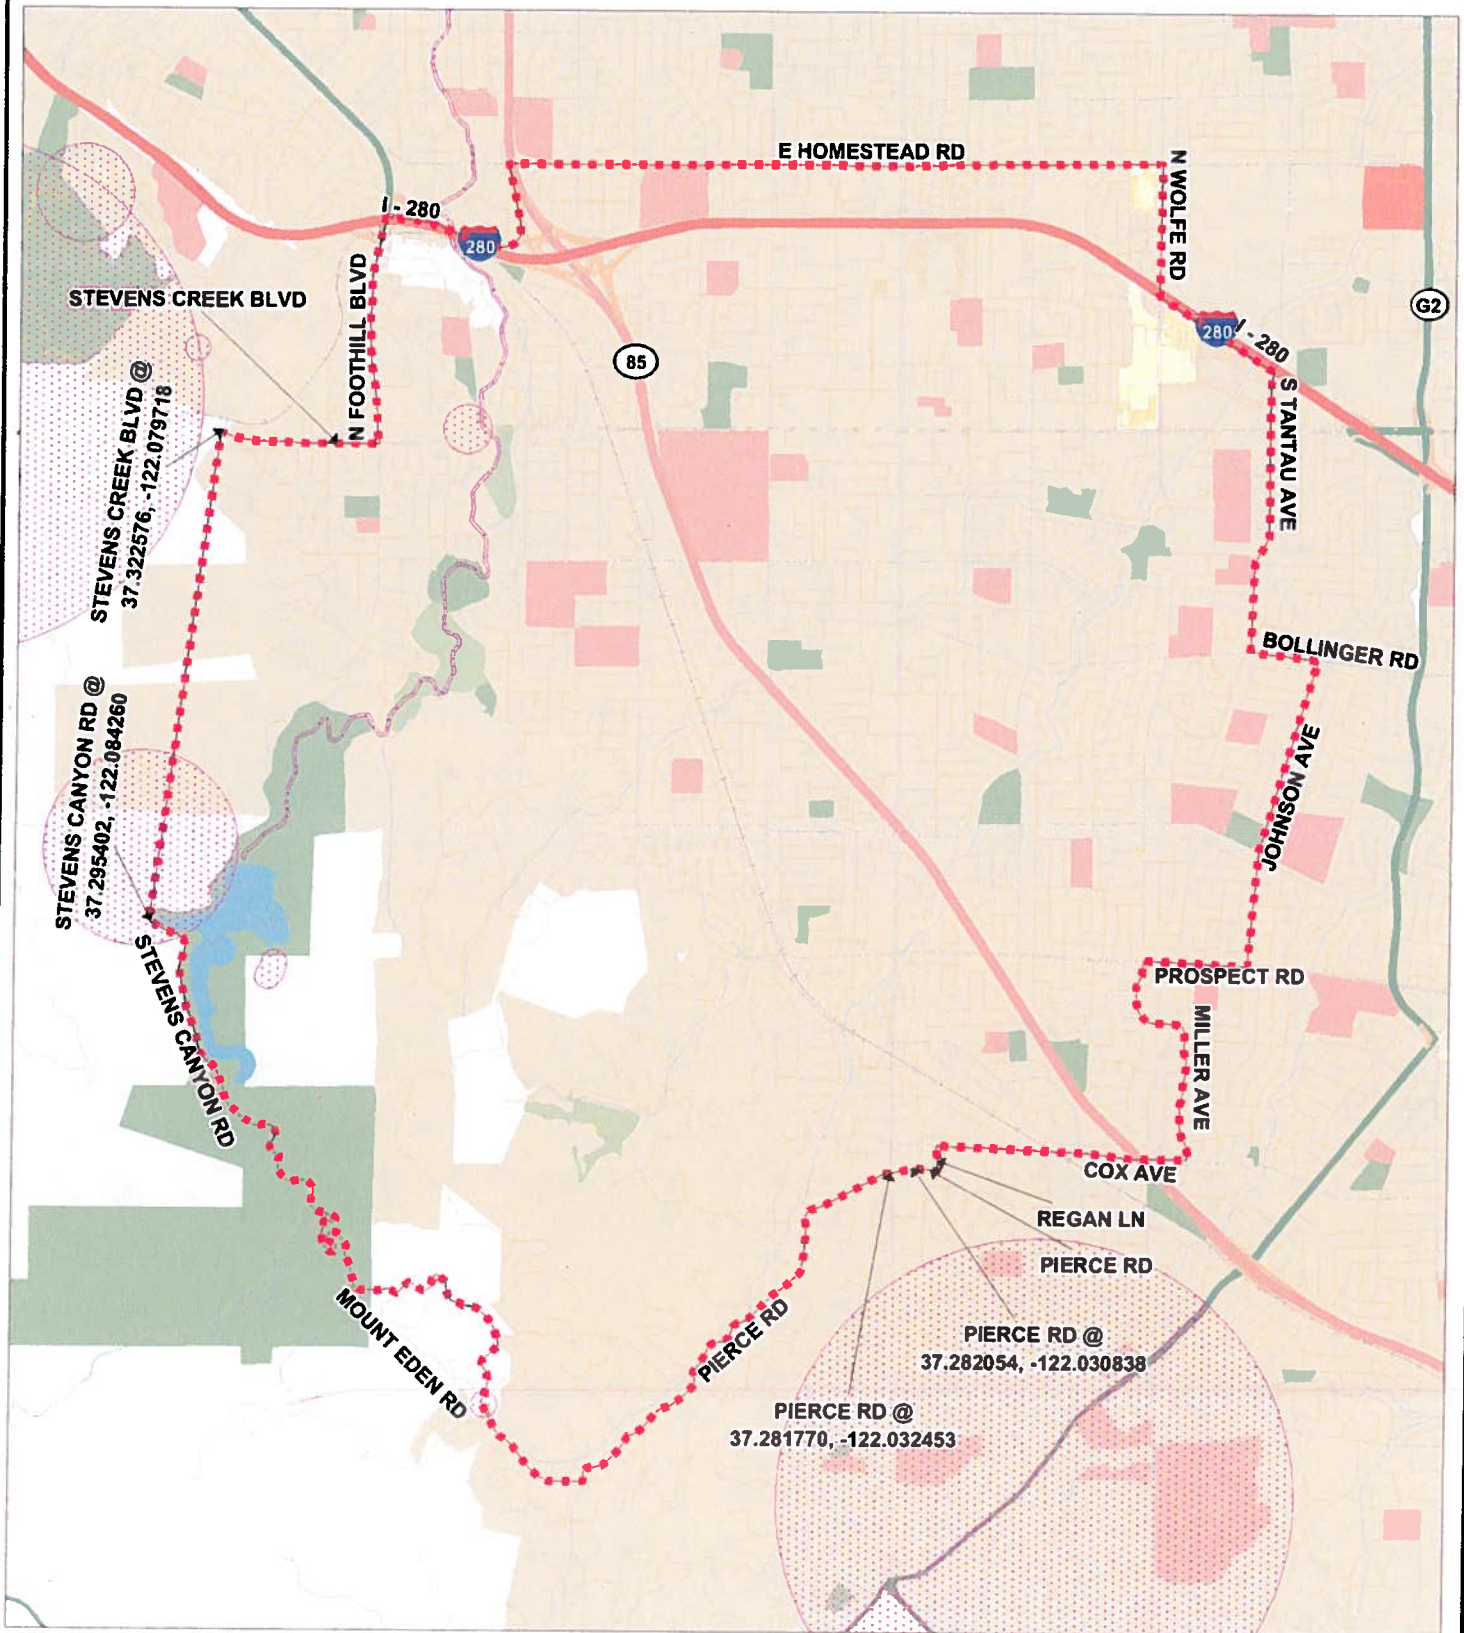 E HOMESTEAD RD
N WOLFE RD
I - 280
280
STEVENS CREEK BLVD
N FOOTHILL BLVD
G2
280
I - 280
85
STEVENS CREEK BLVD @
37.322576, -122.079718
S TANTAU AVE
BOLLINGER RD
STEVENS CANYON RD @
37.295402, -122.084260
JOHNSON AVE
STEVENS CANYON RD
PROSPECT RD
MILLER AVE
COX AVE
REGAN LN
PIERCE RD
MOUNT EDEN RD
PIERCE RD
PIERCE RD @
37.282054, -122.030838
PIERCE RD @
37.281770, -122.032453